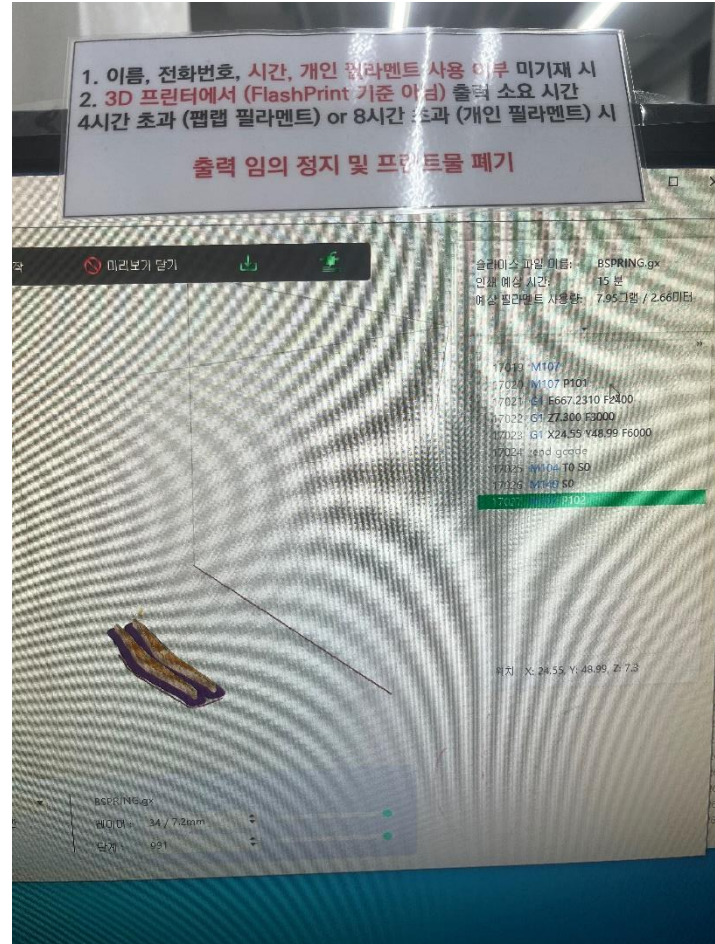 1. 이름, 전화번호, 시간, 개인 필라멘트 사용 여부 미기재 시
2. 3D 프린터에서 (FlashPrint 기준 아님) 출력 소요 시간
4시간 초과 (팹랩 필라멘트) or 8시간 초과 (개인 필라멘트) 시
출력 임의 정지 및 프린트물 폐기
미리보기 닫기
슬라이스 파일 이름: BSPRING.gx
인쇄 예상 시간: 15 분
예상 필라멘트 사용량: 7.95그램 / 2.66미터
17019 M107
17020 M107 P101
17021 G1 E667.2310 F2400
17022 G1 Z7.300 F3000
17023 G1 X24.55 Y48.99 F6000
17024 ;end gcode
17025 M104 T0 S0
17026 M140 S0
17027 P102
위치 X: 24.55, Y: 48.99, Z: 7.3
BSPRING.gx
34 / 7.2mm
단계 : 991